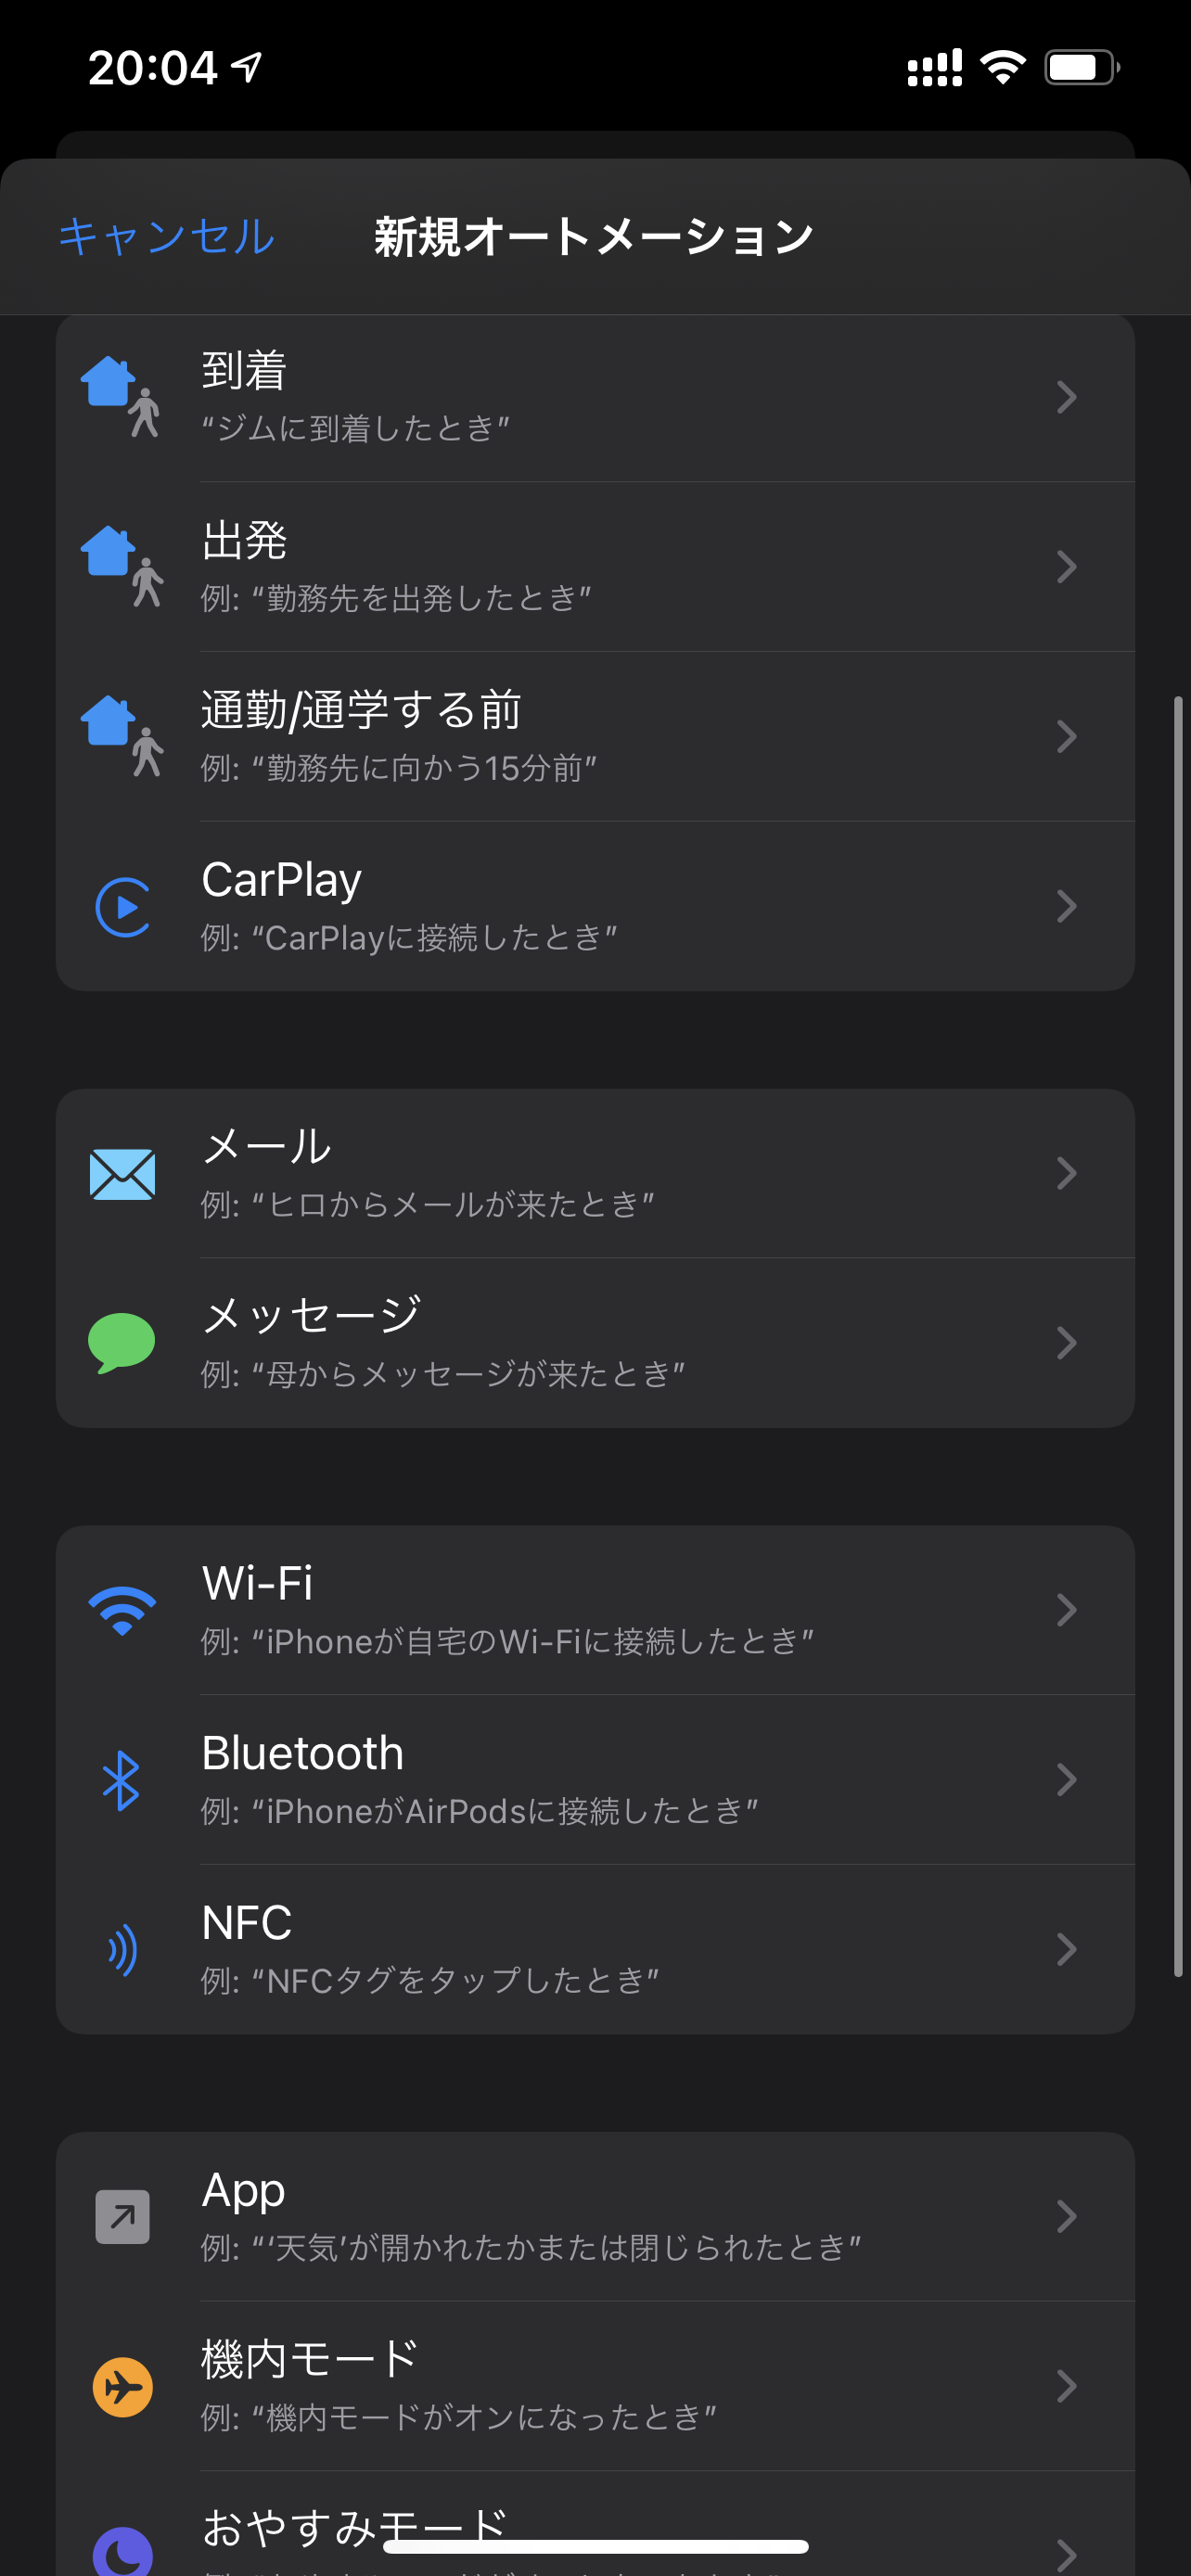 20:04
キャンセル
新規オートメーション
到着
“ジムに到着したとき”
出発
例: “勤務先を出発したとき”
通勤/通学する前
例: “勤務先に向かう15分前”
CarPlay
例: “CarPlayに接続したとき”
メール
例: “ヒロからメールが来たとき”
メッセージ
例: “母からメッセージが来たとき”
Wi-Fi
例: “iPhoneが自宅のWi-Fiに接続したとき”
Bluetooth
例: “iPhoneがAirPodsに接続したとき”
NFC
例: “NFCタグをタップしたとき”
App
例: “‘天気’が開かれたかまたは閉じられたとき”
機内モード
例: “機内モードがオンになったとき”
おやすみモード